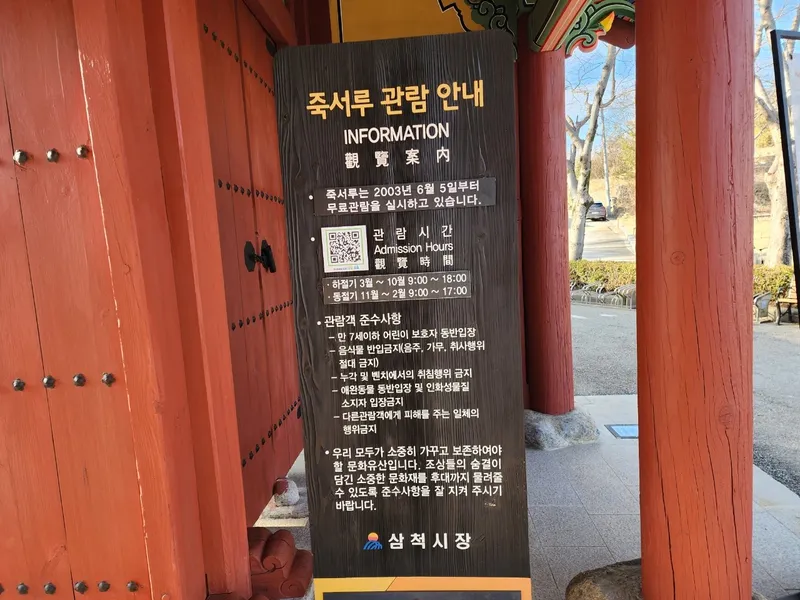 죽서루 관람 안내
INFORMATION
觀覽案内
• 죽서루는 2003년 6월 5일부터
무료관람을 실시하고 있습니다.
• 관람시간
Admission Hours
觀覽時間
· 하절기 3월 ~ 10월 9:00 ~ 18:00
· 동절기 11월 ~ 2월 9:00 ~ 17:00
• 관람객 준수사항
– 만 7세이하 어린이 보호자 동반입장
– 음식물 반입금지(음주, 가무, 취사행위
절대 금지)
– 누각 및 벤치에서의 취침행위 금지
– 애완동물 동반입장 및 인화성물질
소지자 입장금지
– 다른관람객에게 피해를 주는 일체의
행위금지
• 우리 모두가 소중히 가꾸고 보존하여야
할 문화유산입니다. 조상들의 숨결이
담긴 소중한 문화재를 후대까지 물려줄
수 있도록 준수사항을 잘 지켜 주시기
바랍니다.
삼척시장